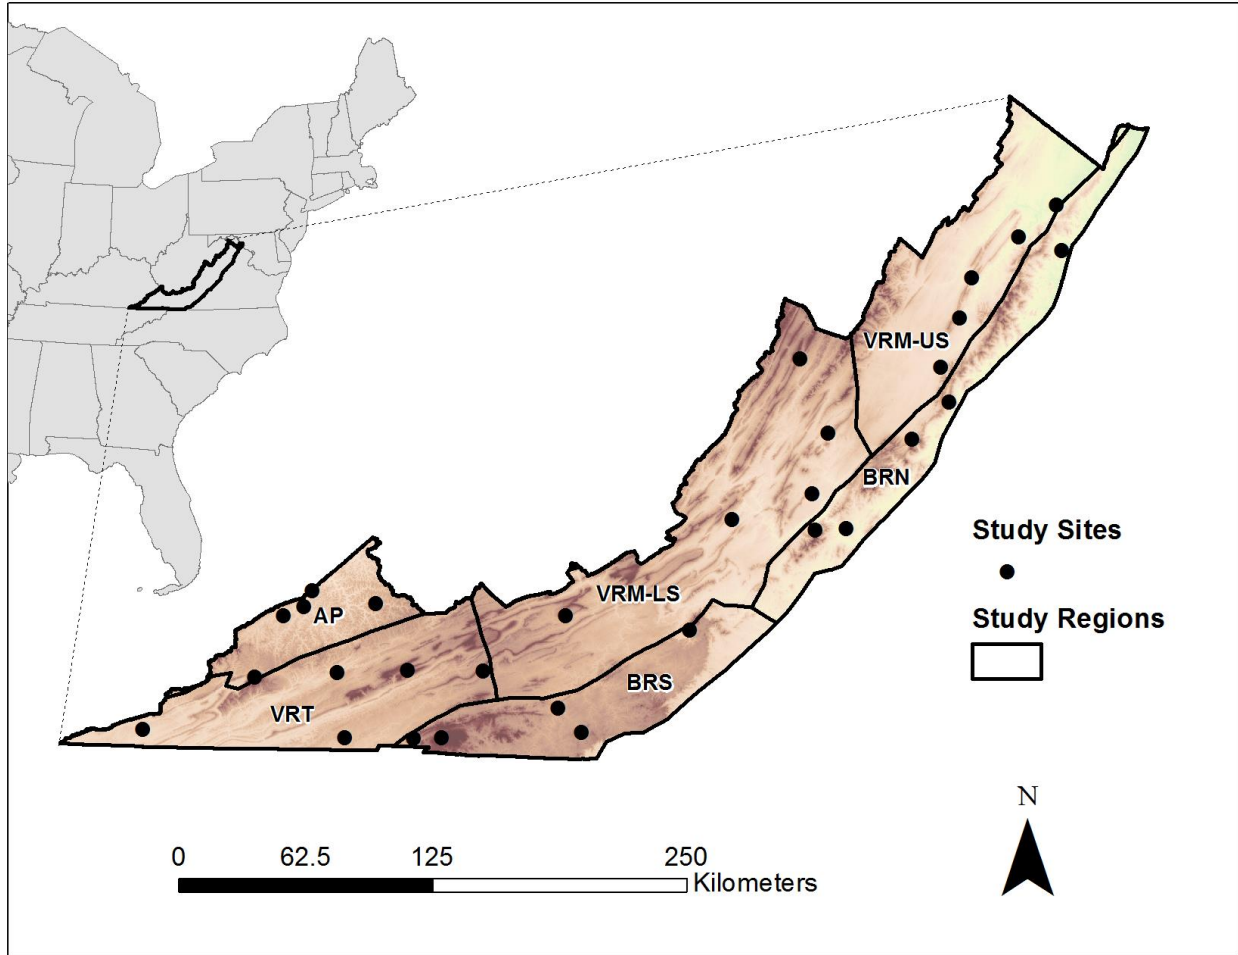 VRM-US
BRN
Study Sites
VRM-LS
AP
Study Regions
BRS
VRT
N
0 62.5 125 250
Kilometers